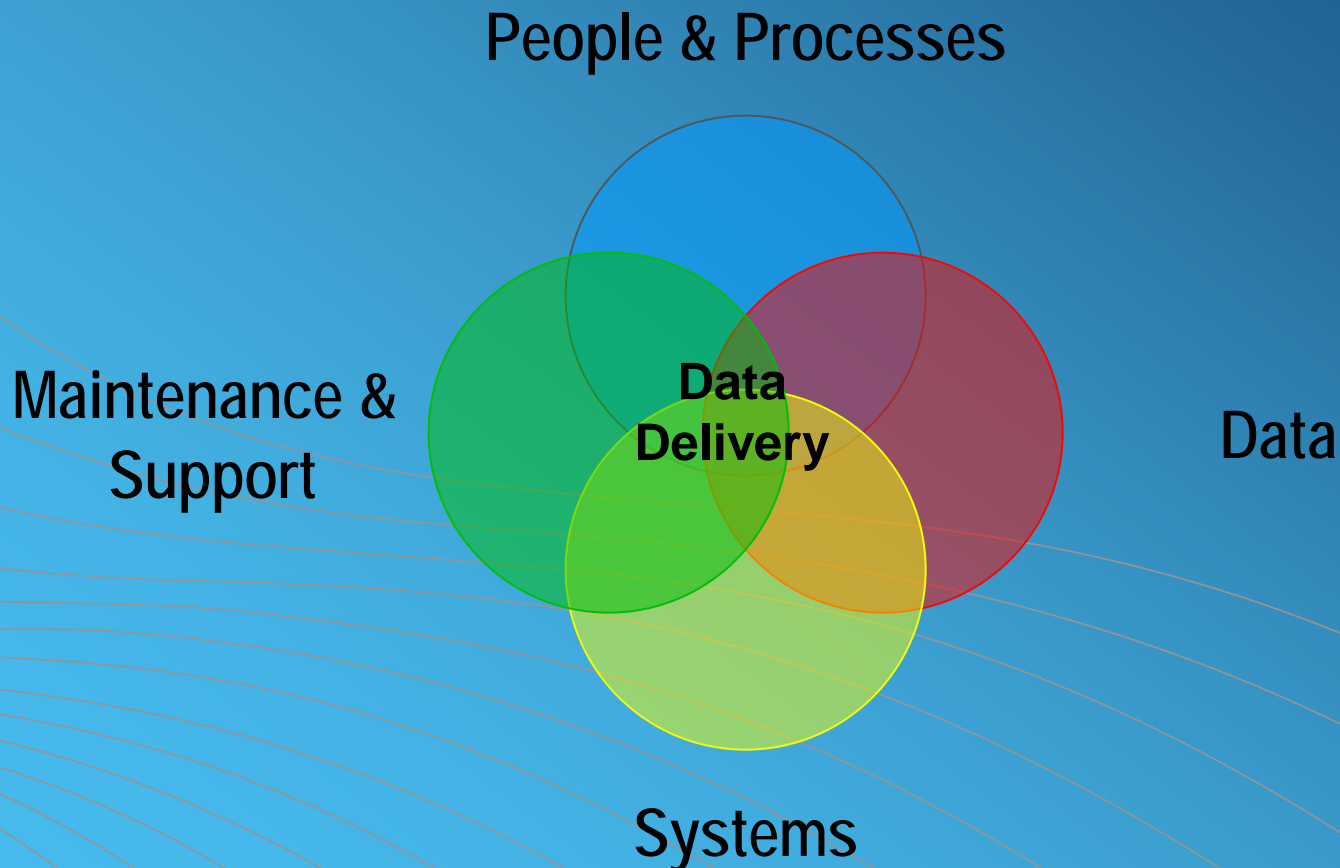 People & Processes
Data
Delivery
Maintenance &
Support
Data
Systems